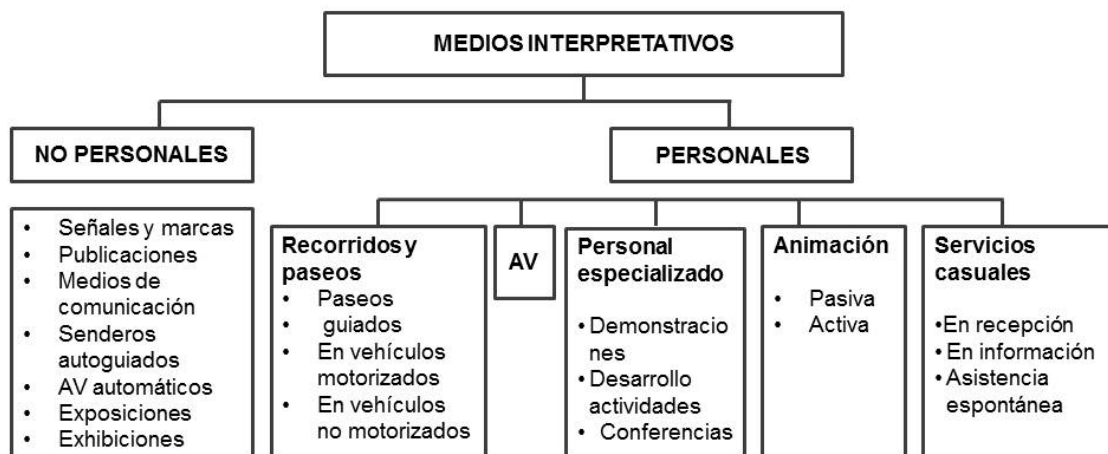 MEDIOS INTERPRETATIVOS
NO PERSONALES
PERSONALES
• Señales y marcas
• Publicaciones
• Medios de
comunicación
• Senderos
autoguiados
• AV automáticos
• Exposiciones
• Exhibiciones
Recorridos y
paseos
• Paseos
• guiados
• En vehículos
motorizados
• En vehículos
no motorizados
AV
Personal
especializado
• Demonstracio
nes
• Desarrollo
actividades
• Conferencias
Animación
• Pasiva
• Activa
Servicios
casuales
• En recepción
• En información
• Asistencia
espontánea